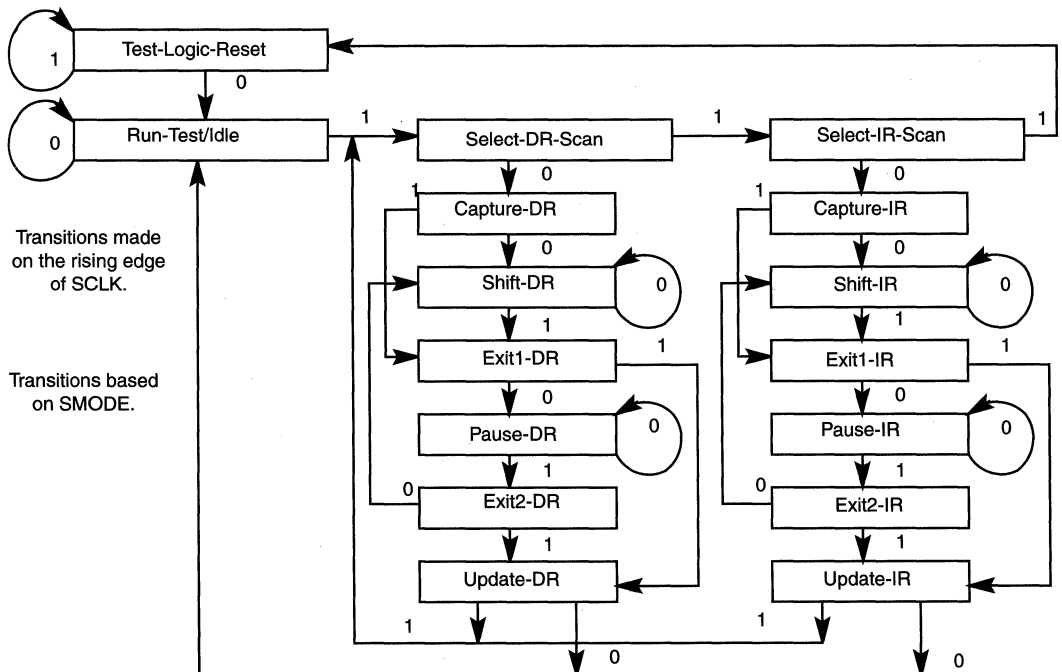 Test-Logic-Reset
1
0
Run-Test/Idle
0
1
Select-DR-Scan
1
Select-IR-Scan
1
0
0
1
Capture-DR
1
Capture-IR
Transitions made
on the rising edge
of SCLK.
0
0
Shift-DR
0
Shift-IR
0
1
1
Exit1-DR
1
Exit1-IR
1
Transitions based
on SMODE.
0
0
Pause-DR
0
Pause-IR
0
1
1
0
Exit2-DR
0
Exit2-IR
1
1
Update-DR
Update-IR
1
1
0
0